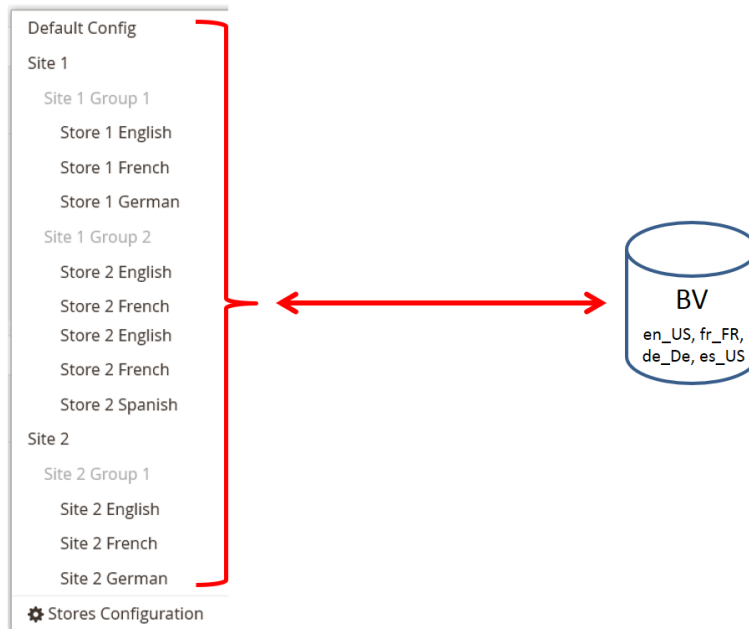 Default Config
Site 1
Site 1 Group 1
Store 1 English
Store 1 French
Store 1 German
Site 1 Group 2
Store 2 English
Store 2 French
Store 2 English
Store 2 French
Store 2 Spanish
Site 2
Site 2 Group 1
Site 2 English
Site 2 French
Site 2 German
Stores Configuration
BV
en_US, fr_FR,
de_De, es_US